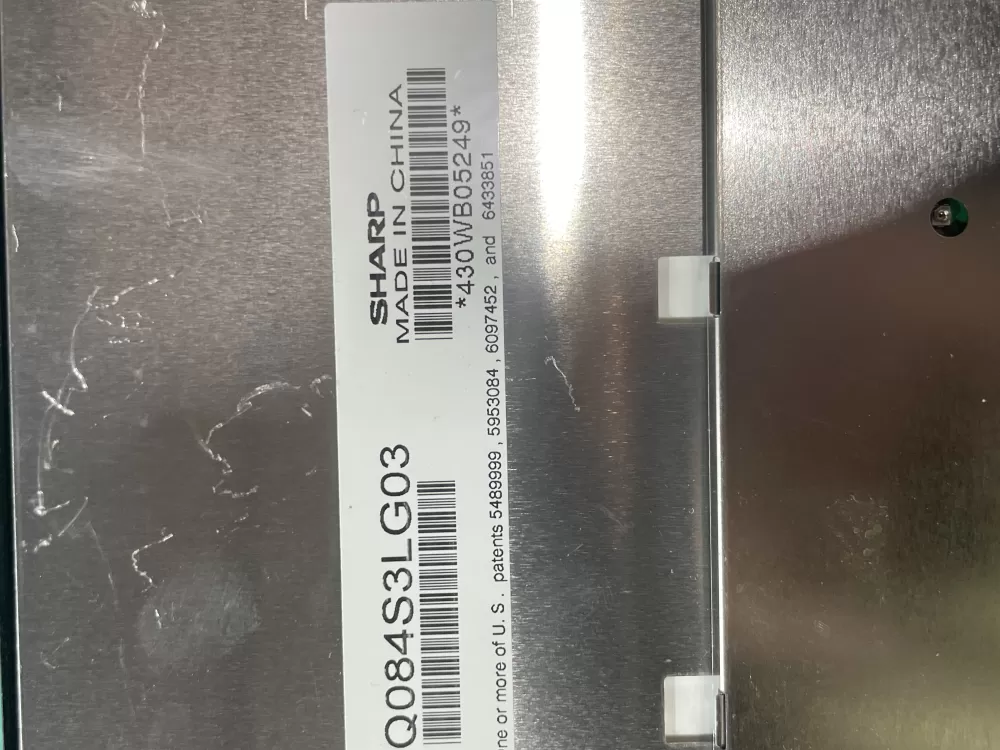 SHARP
MADE IN CHINA
*430WB05249*
Q084S3LG03
ne or more of U. S. patents 5489999 , 5953084 , 6097452 , and 6433851